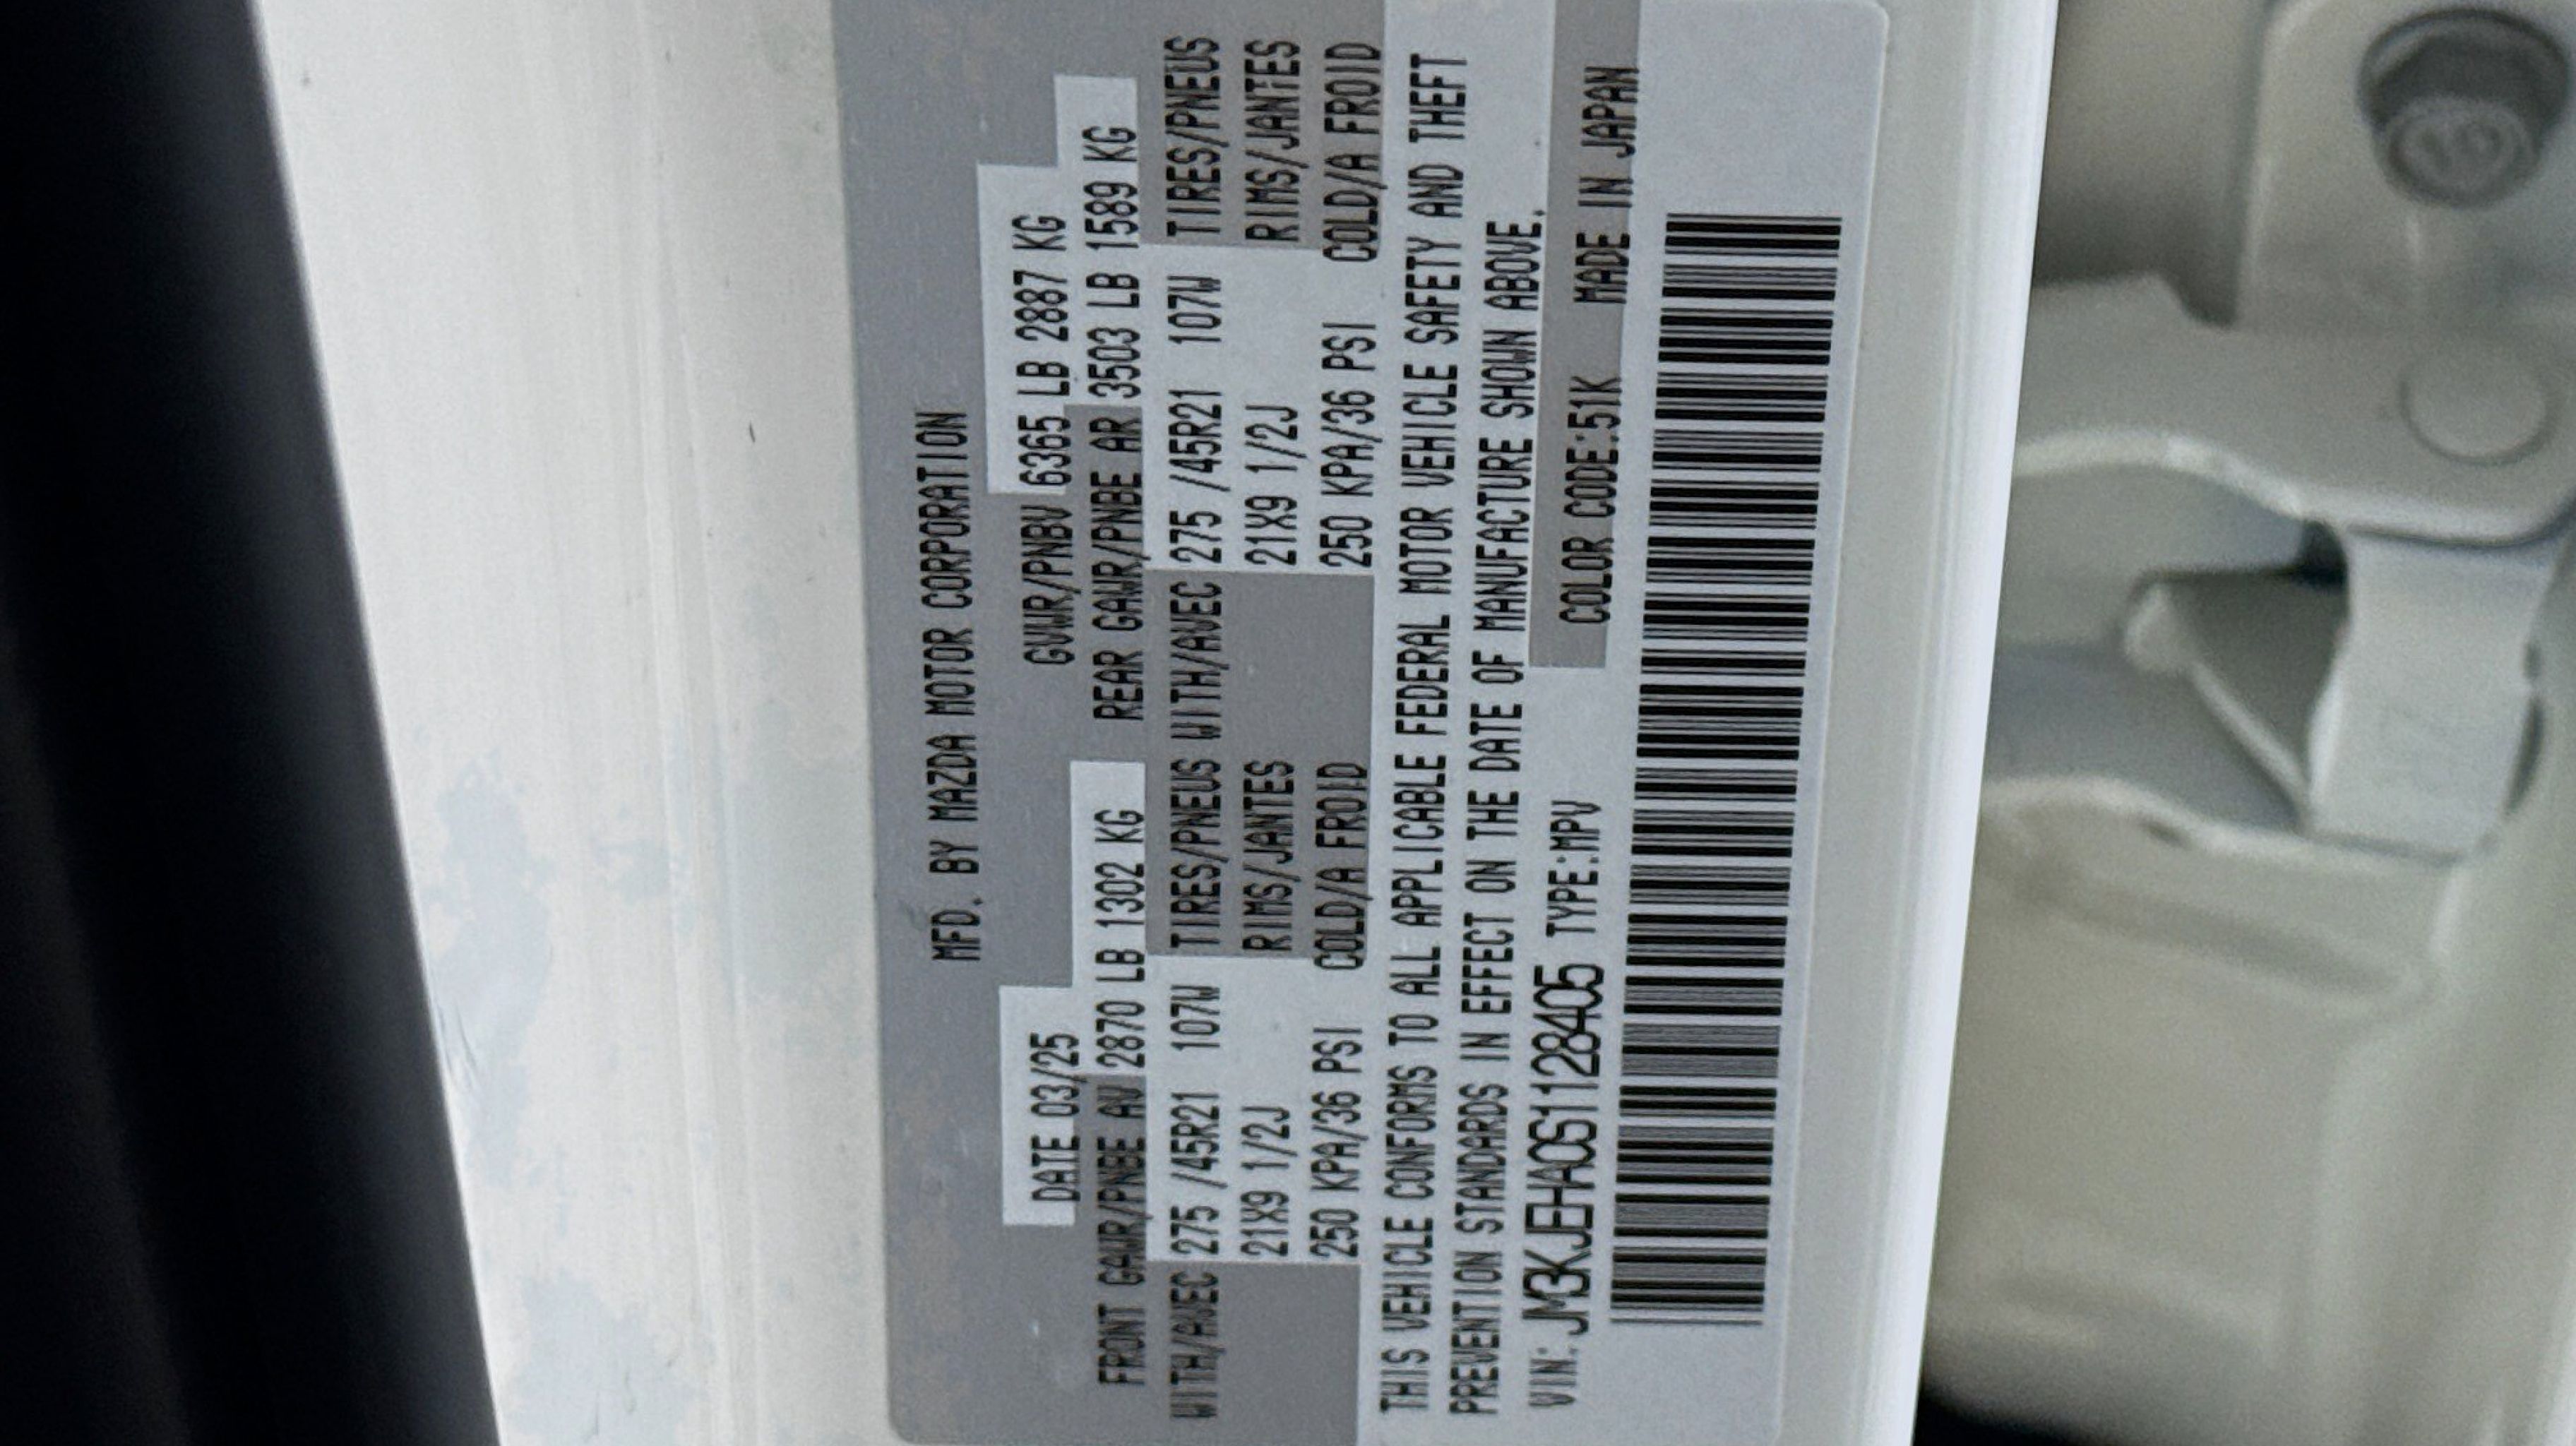 MFD. BY MAZDA MOTOR CORPORATION
DATE 03/25 GVWR/PNBV 6365 LB 2887 KG
FRONT GAWR/PNBE AV 2870 LB 1302 KG REAR GAWR/PNBE AR 3503 LB 1589 KG
WITH/AVEC 275 /45R21 107W TIRES/PNEUS WITH/AVEC 275 /45R21 107W TIRES/PNEUS
21X9 1/2J RIMS/JANTES 21X9 1/2J RIMS/JANTES
250 KPA/36 PSI COLD/A FROID 250 KPA/36 PSI COLD/A FROID
THIS VEHICLE CONFORMS TO ALL APPLICABLE FEDERAL MOTOR VEHICLE SAFETY AND THEFT
PREVENTION STANDARDS IN EFFECT ON THE DATE OF MANUFACTURE SHOWN ABOVE.
VIN: JM3KJEHA0S1128405 TYPE:MPV COLOR CODE:51K MADE IN JAPAN